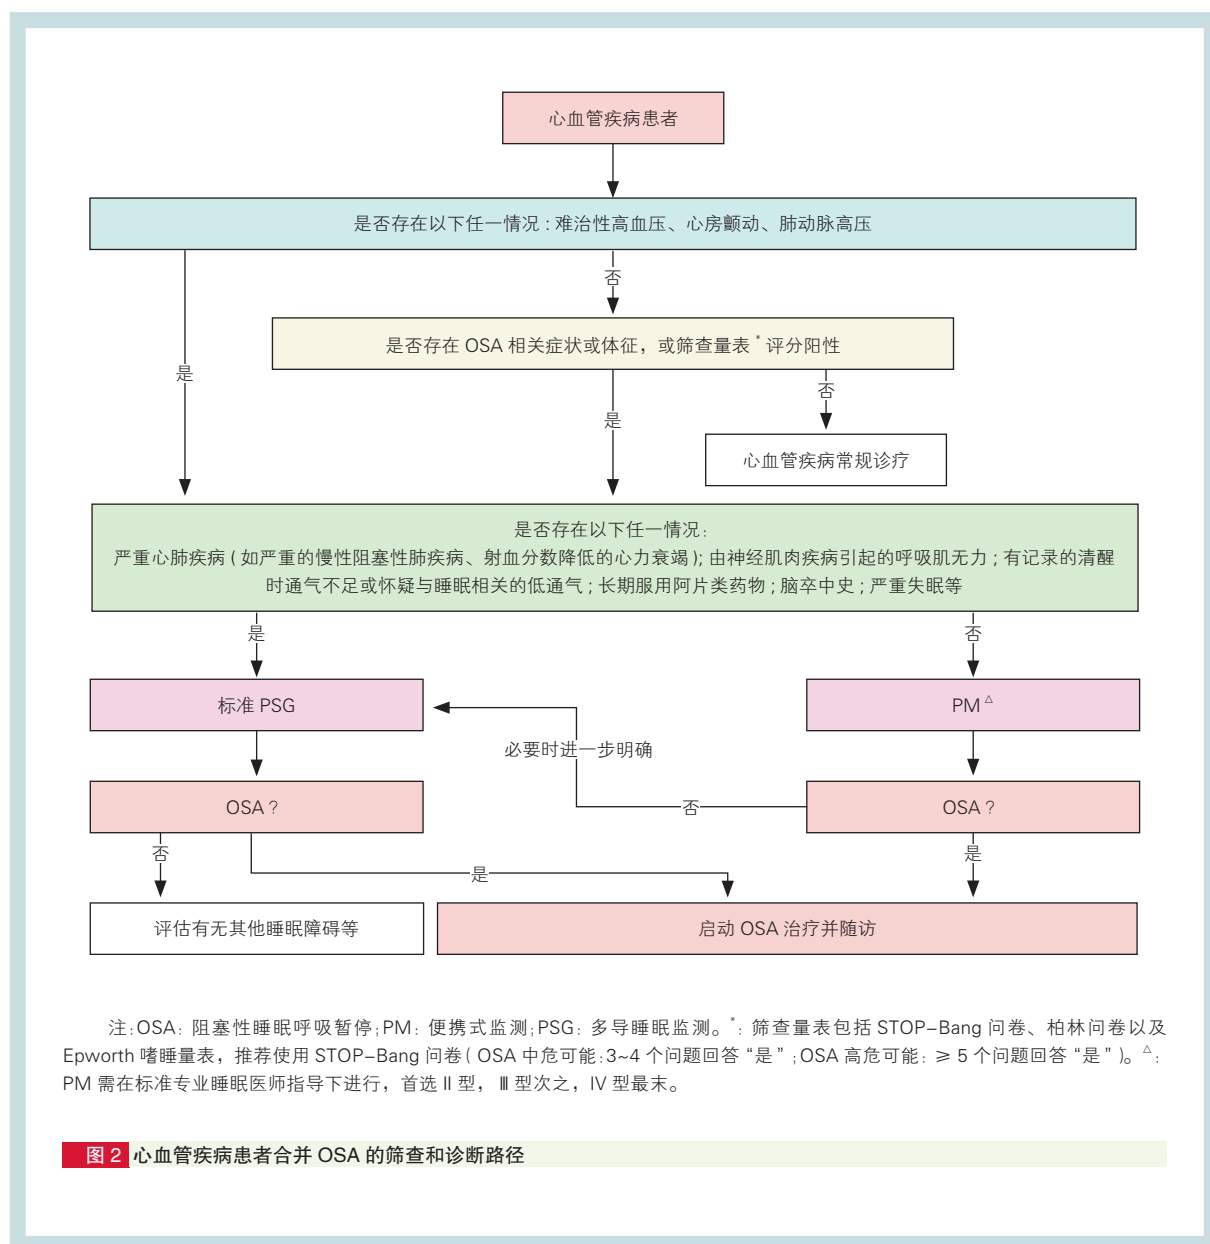 心血管疾病患者
是否存在以下任一情况:难治性高血压、心房颤动、肺动脉高压
否
是否存在 OSA 相关症状或体征，或筛查量表 * 评分阳性
是
否
是
心血管疾病常规诊疗
是否存在以下任一情况:
严重心肺疾病(如严重的慢性阻塞性肺疾病、射血分数降低的心力衰竭);由神经肌肉疾病引起的呼吸肌无力;有记录的清醒
时通气不足或怀疑与睡眠相关的低通气;长期服用阿片类药物;脑卒中史;严重失眠等
是
否
标准 PSG
PM △
必要时进一步明确
OSA ?
否
OSA ?
否
是
是
评估有无其他睡眠障碍等
启动 OSA 治疗并随访
注:OSA: 阻塞性睡眠呼吸暂停;PM: 便携式监测;PSG: 多导睡眠监测。*: 筛查量表包括 STOP–Bang 问卷、柏林问卷以及
Epworth 嗜睡量表，推荐使用 STOP–Bang 问卷( OSA 中危可能:3~4 个问题回答 “是” ;OSA 高危可能: ≥ 5 个问题回答 “是” )。△:
PM 需在标准专业睡眠医师指导下进行，首选 II 型，Ⅲ 型次之，IV 型最末。
图 2 心血管疾病患者合并 OSA 的筛查和诊断路径